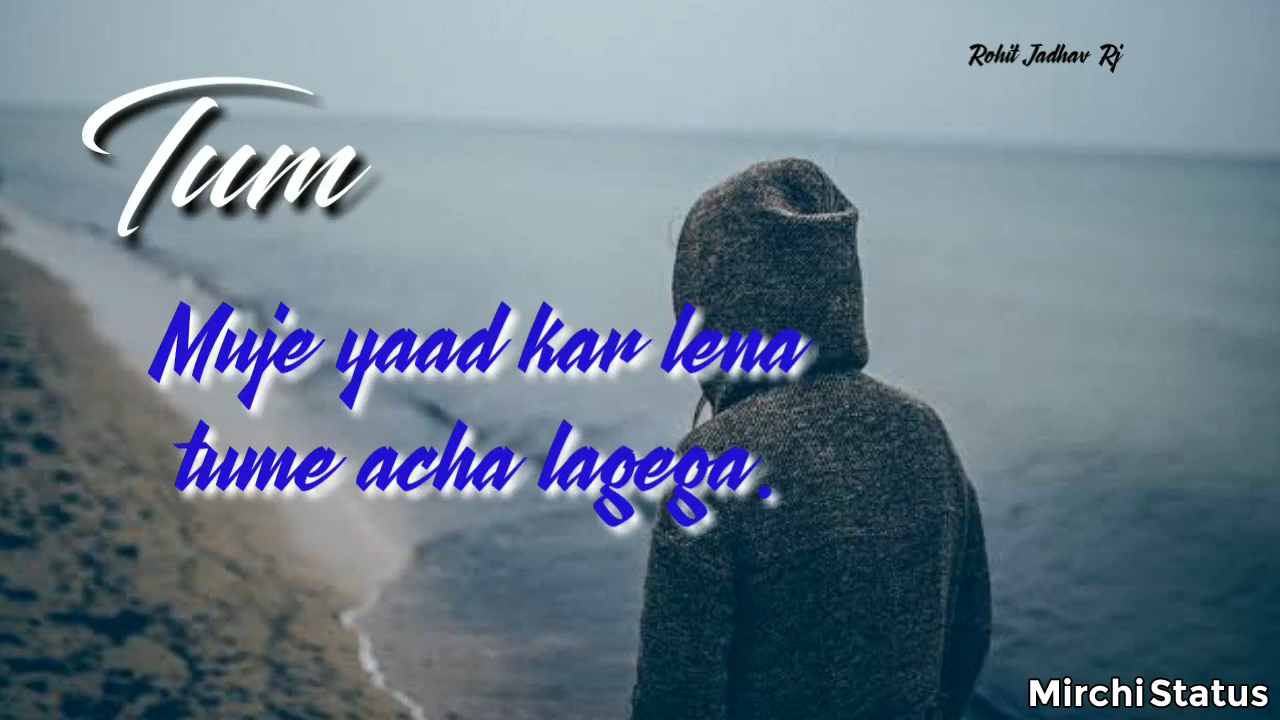 Rohit Jadhav Rj
Tum
Muje yaad kar lena
tume acha lagega.
Mirchi Status